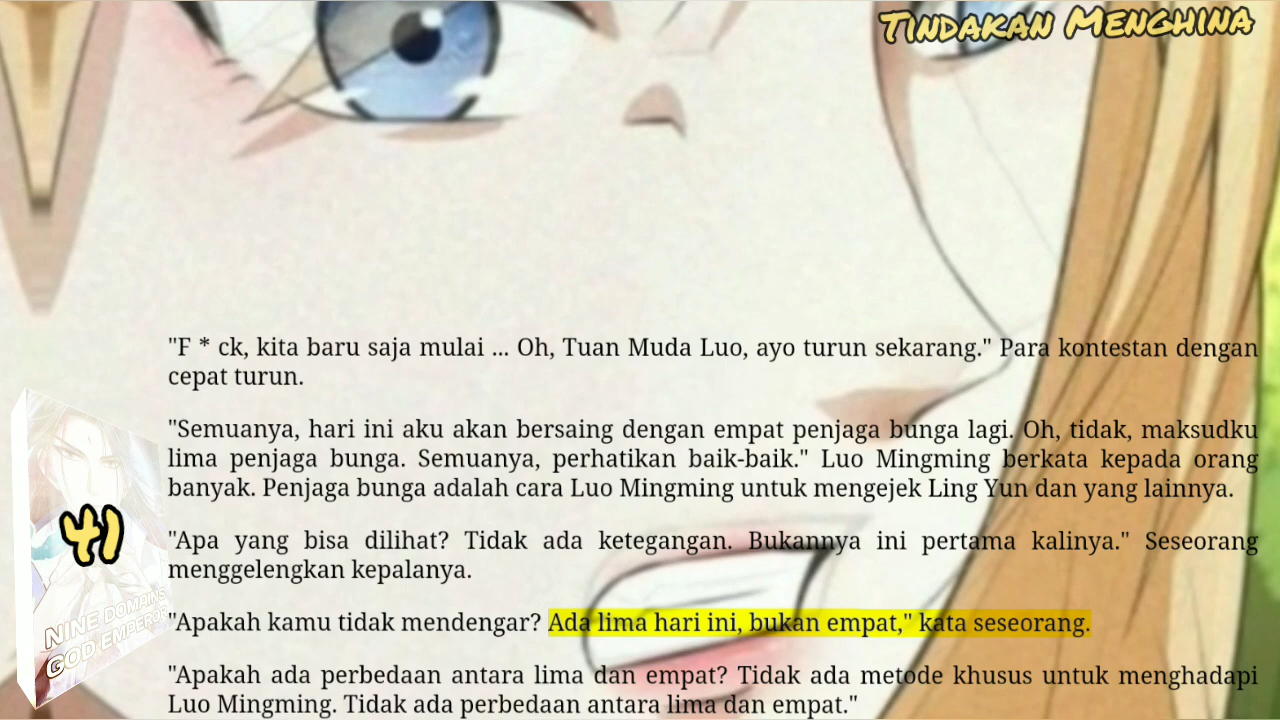 Tindakan Menghina
"F * ck, kita baru saja mulai ... Oh, Tuan Muda Luo, ayo turun sekarang." Para kontestan dengan
cepat turun.
"Semuanya, hari ini aku akan bersaing dengan empat penjaga bunga lagi. Oh, tidak, maksudku
lima penjaga bunga. Semuanya, perhatikan baik-baik." Luo Mingming berkata kepada orang
banyak. Penjaga bunga adalah cara Luo Mingming untuk mengejek Ling Yun dan yang lainnya.
"Apa yang bisa dilihat? Tidak ada ketegangan. Bukannya ini pertama kalinya." Seseorang
menggelengkan kepalanya.
"Apakah kamu tidak mendengar? Ada lima hari ini, bukan empat," kata seseorang.
"Apakah ada perbedaan antara lima dan empat? Tidak ada metode khusus untuk menghadapi
Luo Mingming. Tidak ada perbedaan antara lima dan empat."
41
NINE DOMAINS
GOD EMPEROR